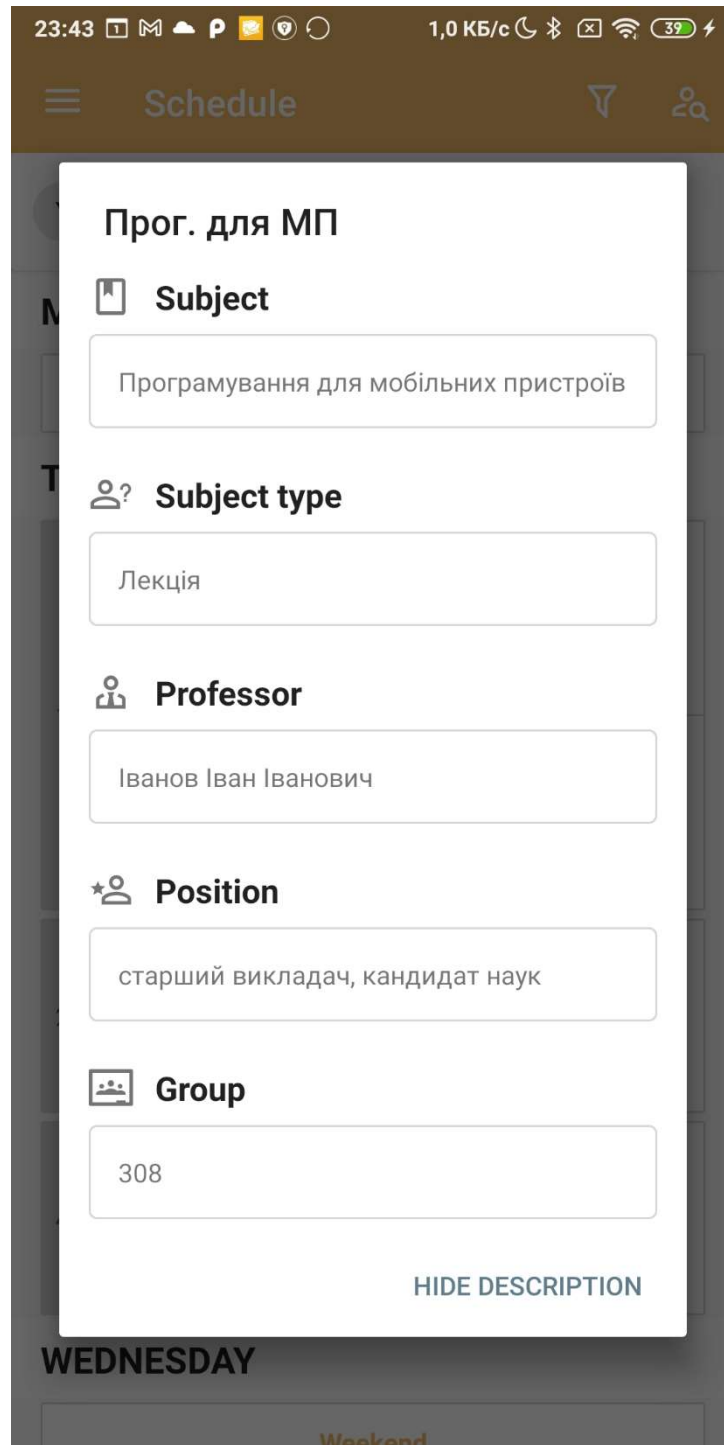 23:43 1,0 КБ/с 39
Schedule
Прог. для МП
Subject
Програмування для мобільних пристроїв
Subject type
Лекція
Professor
Іванов Іван Іванович
Position
старший викладач, кандидат наук
Group
308
HIDE DESCRIPTION
WEDNESDAY
Weekend